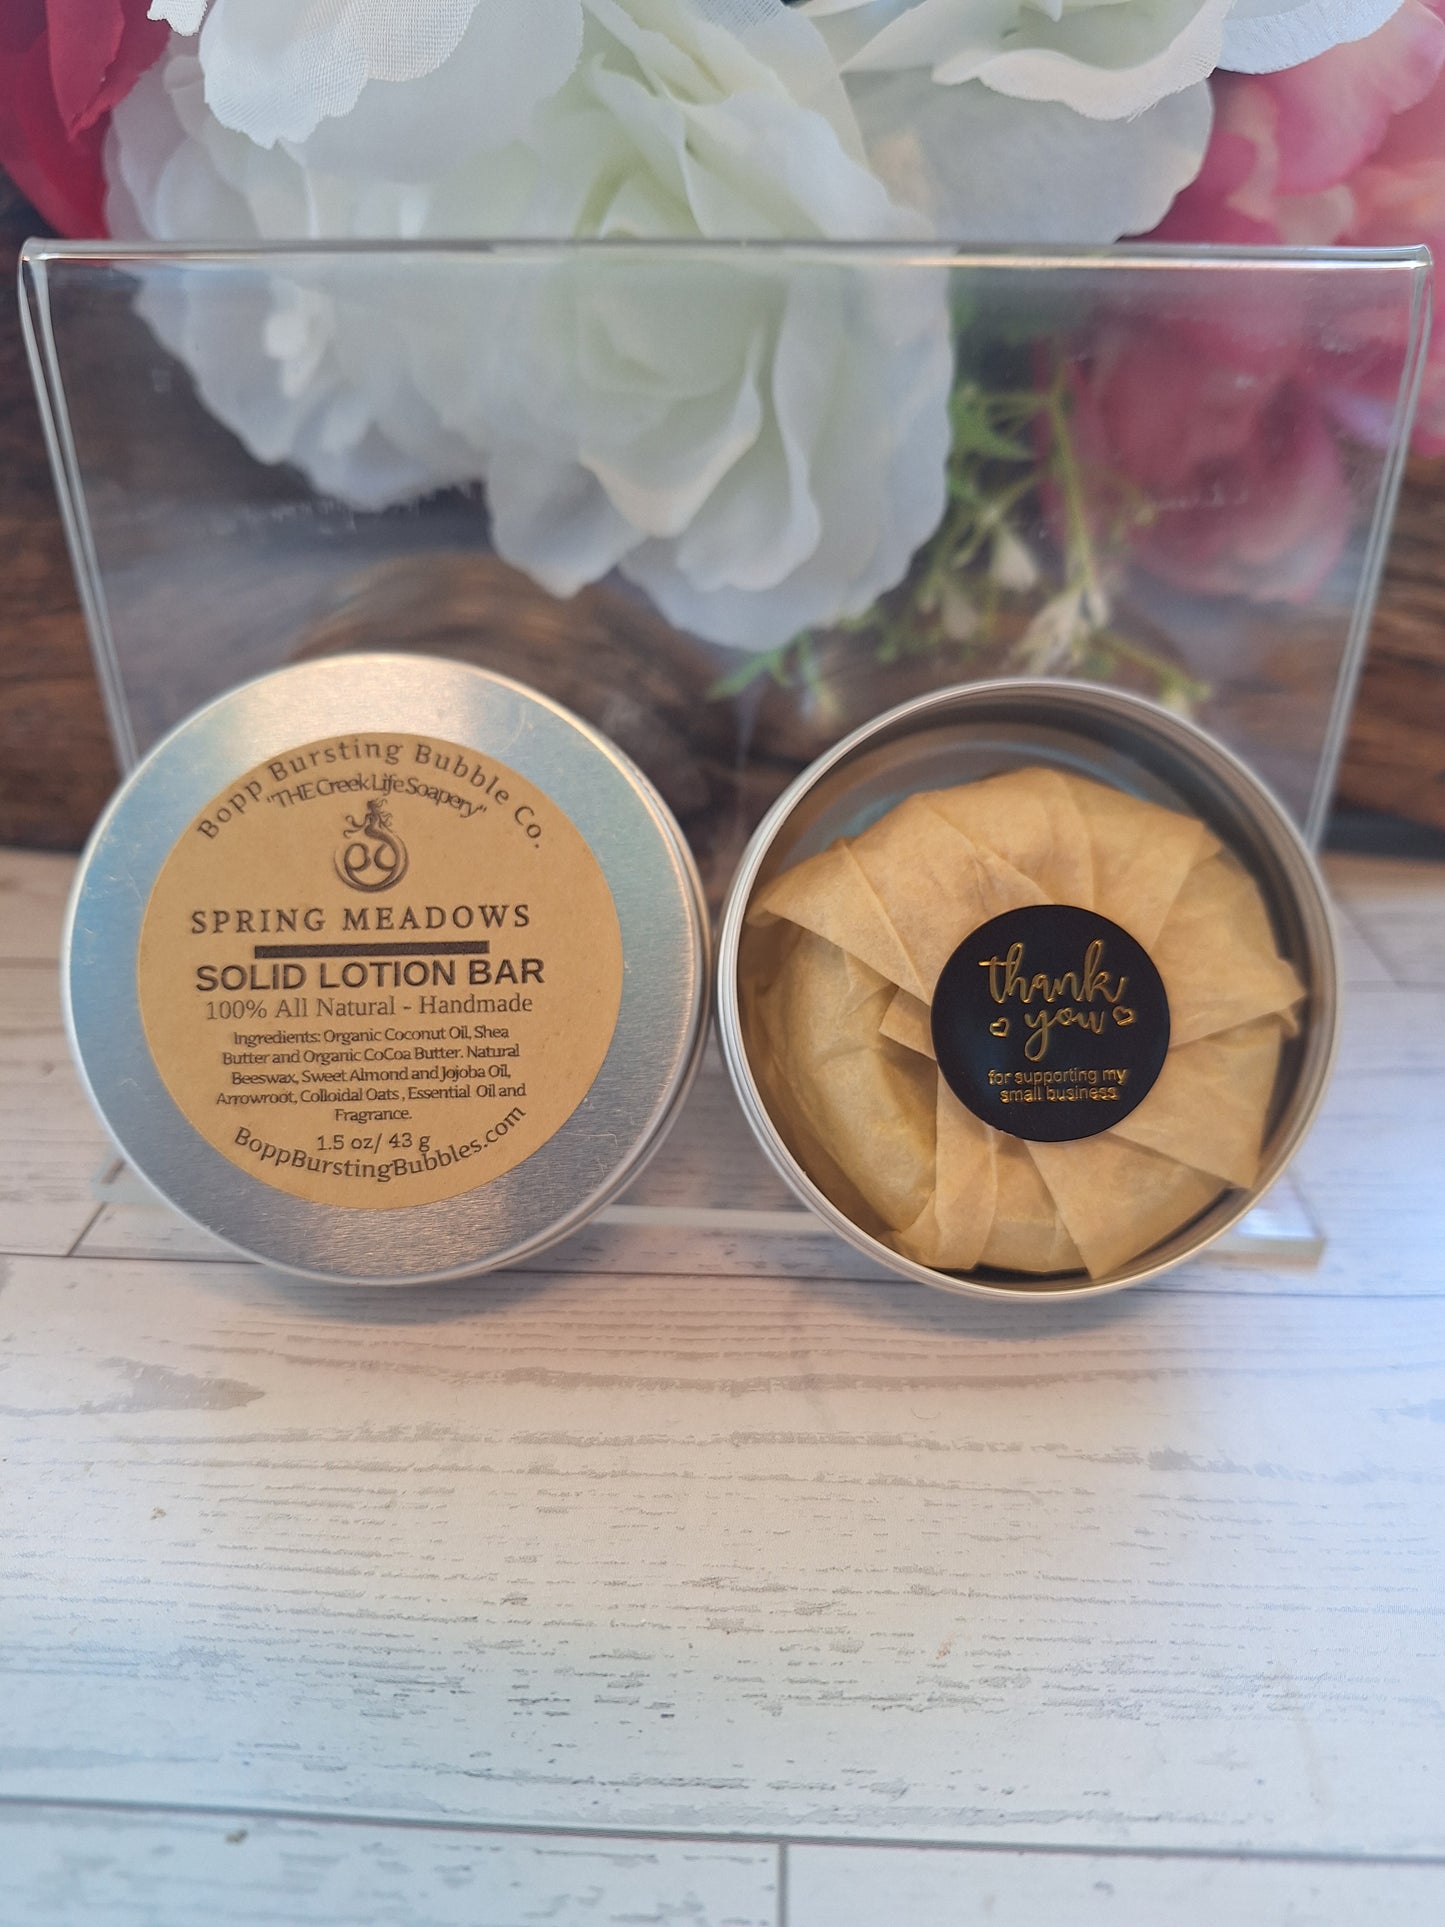 Bopp Bursting Bubble Co.
"THE Creek Life Soapery"
SPRING MEADOWS
SOLID LOTION BAR
100% All Natural - Handmade
Ingredients: Organic Coconut Oil, Shea
Butter and Organic CoCoa Butter. Natural
Beeswax, Sweet Almond and Jojoba Oil,
Arrowroot, Colloidal Oats , Essential Oil and
Fragrance.
1.5 oz/ 43 g
BoppBurstingBubbles.com
thank
you
for supporting my
small business